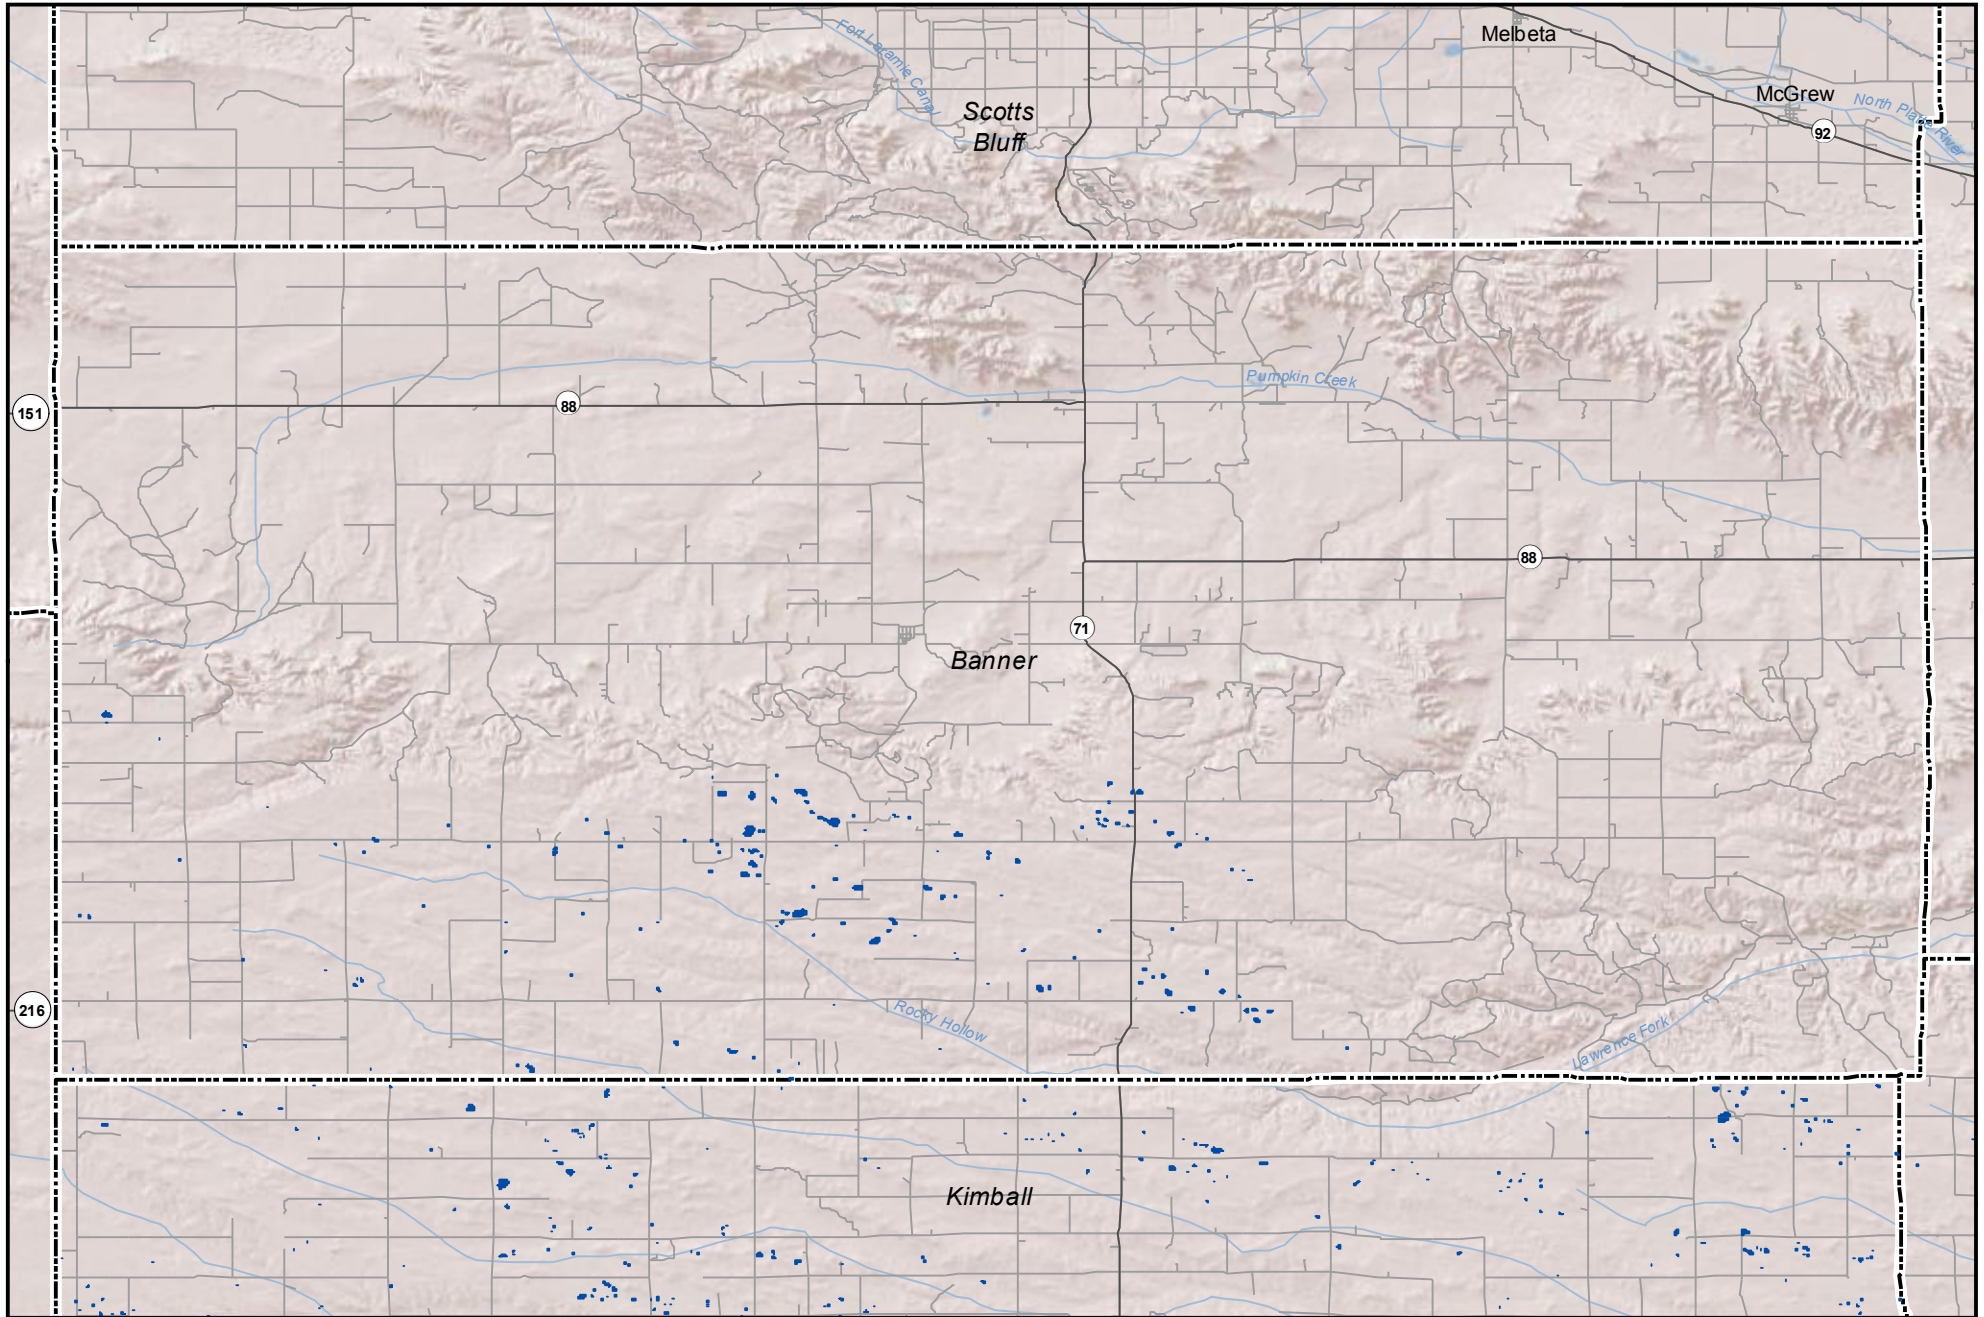 Melbeta
Fort Laramie Canal
McGrew
North Platte River
Scotts
Bluff
92
Pumpkin Creek
88
151
88
71
Banner
216
Rocky Hollow
Lawrence Fork
Kimball